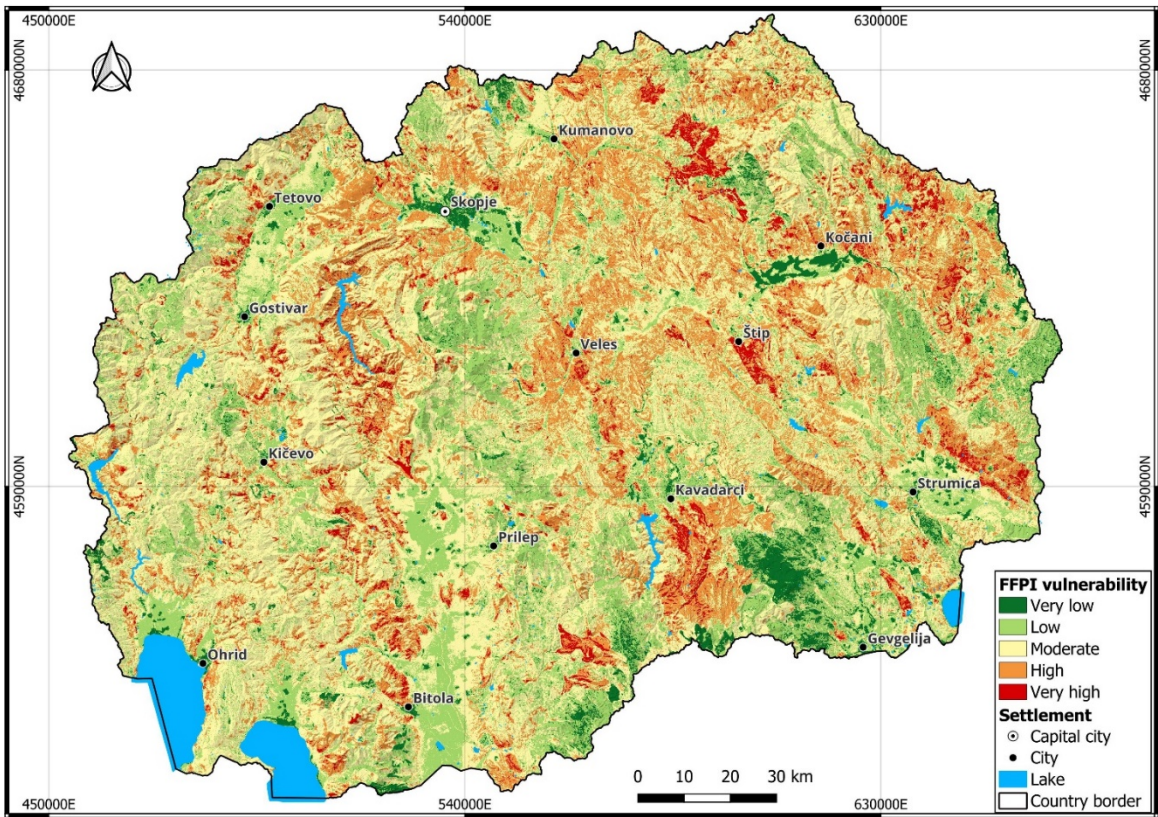 450000E 540000E 630000E
4680000N 4680000N
Kumanovo
Tetovo
Skopje
Kočani
Gostivar
Štip
Veles
Kičevo
4590000N 4590000N
Strumica
Kavadarci
Prilep
FFPI vulnerability
Very low
Low
Moderate
High
Very high
Settlement
Capital city
City
Lake
Country border
Gevgelija
Ohrid
Bitola
0 10 20 30 km
450000E 540000E 630000E